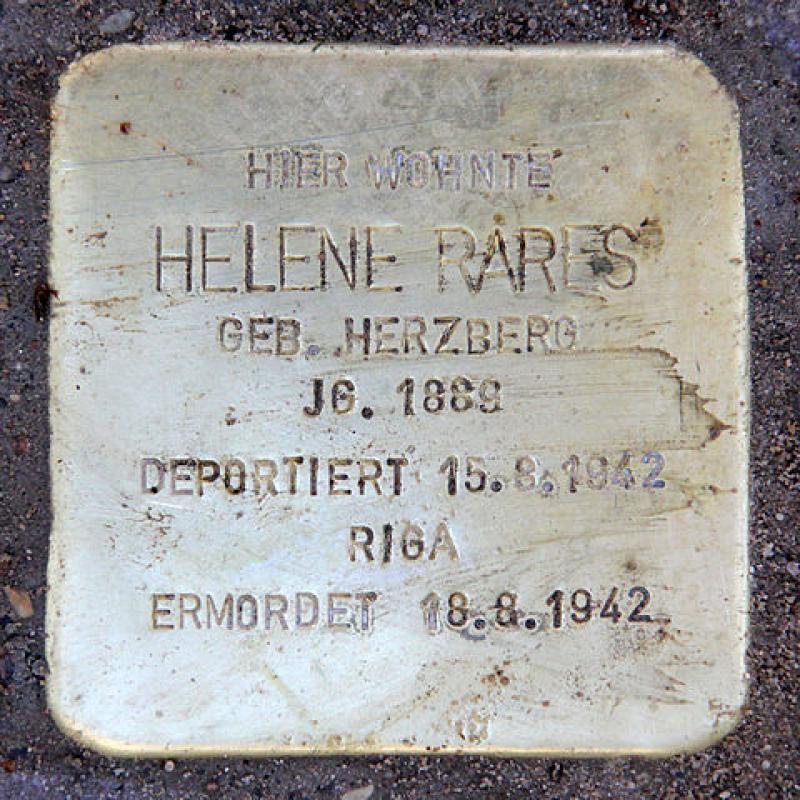 HIER WOHNTE
HELENE RARES
GEB. HERZBERG
JG. 1889
DEPORTIERT 15.8.1942
RIGA
ERMORDET 18.8.1942